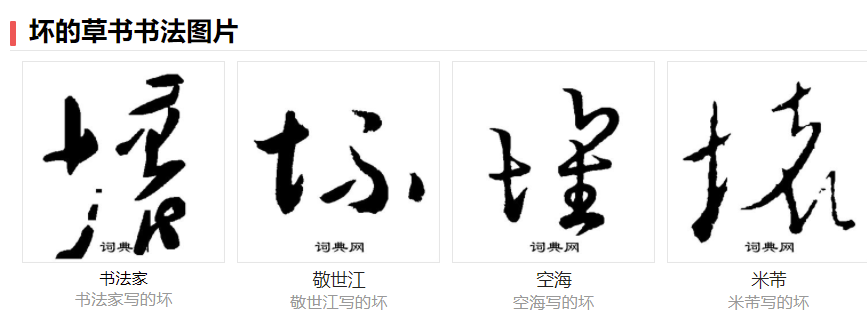 坏的草书书法图片
词典网 词典网 词典网 词典网
书法家 敬世江 空海 米芾
书法家写的坏 敬世江写的坏 空海写的坏 米芾写的坏